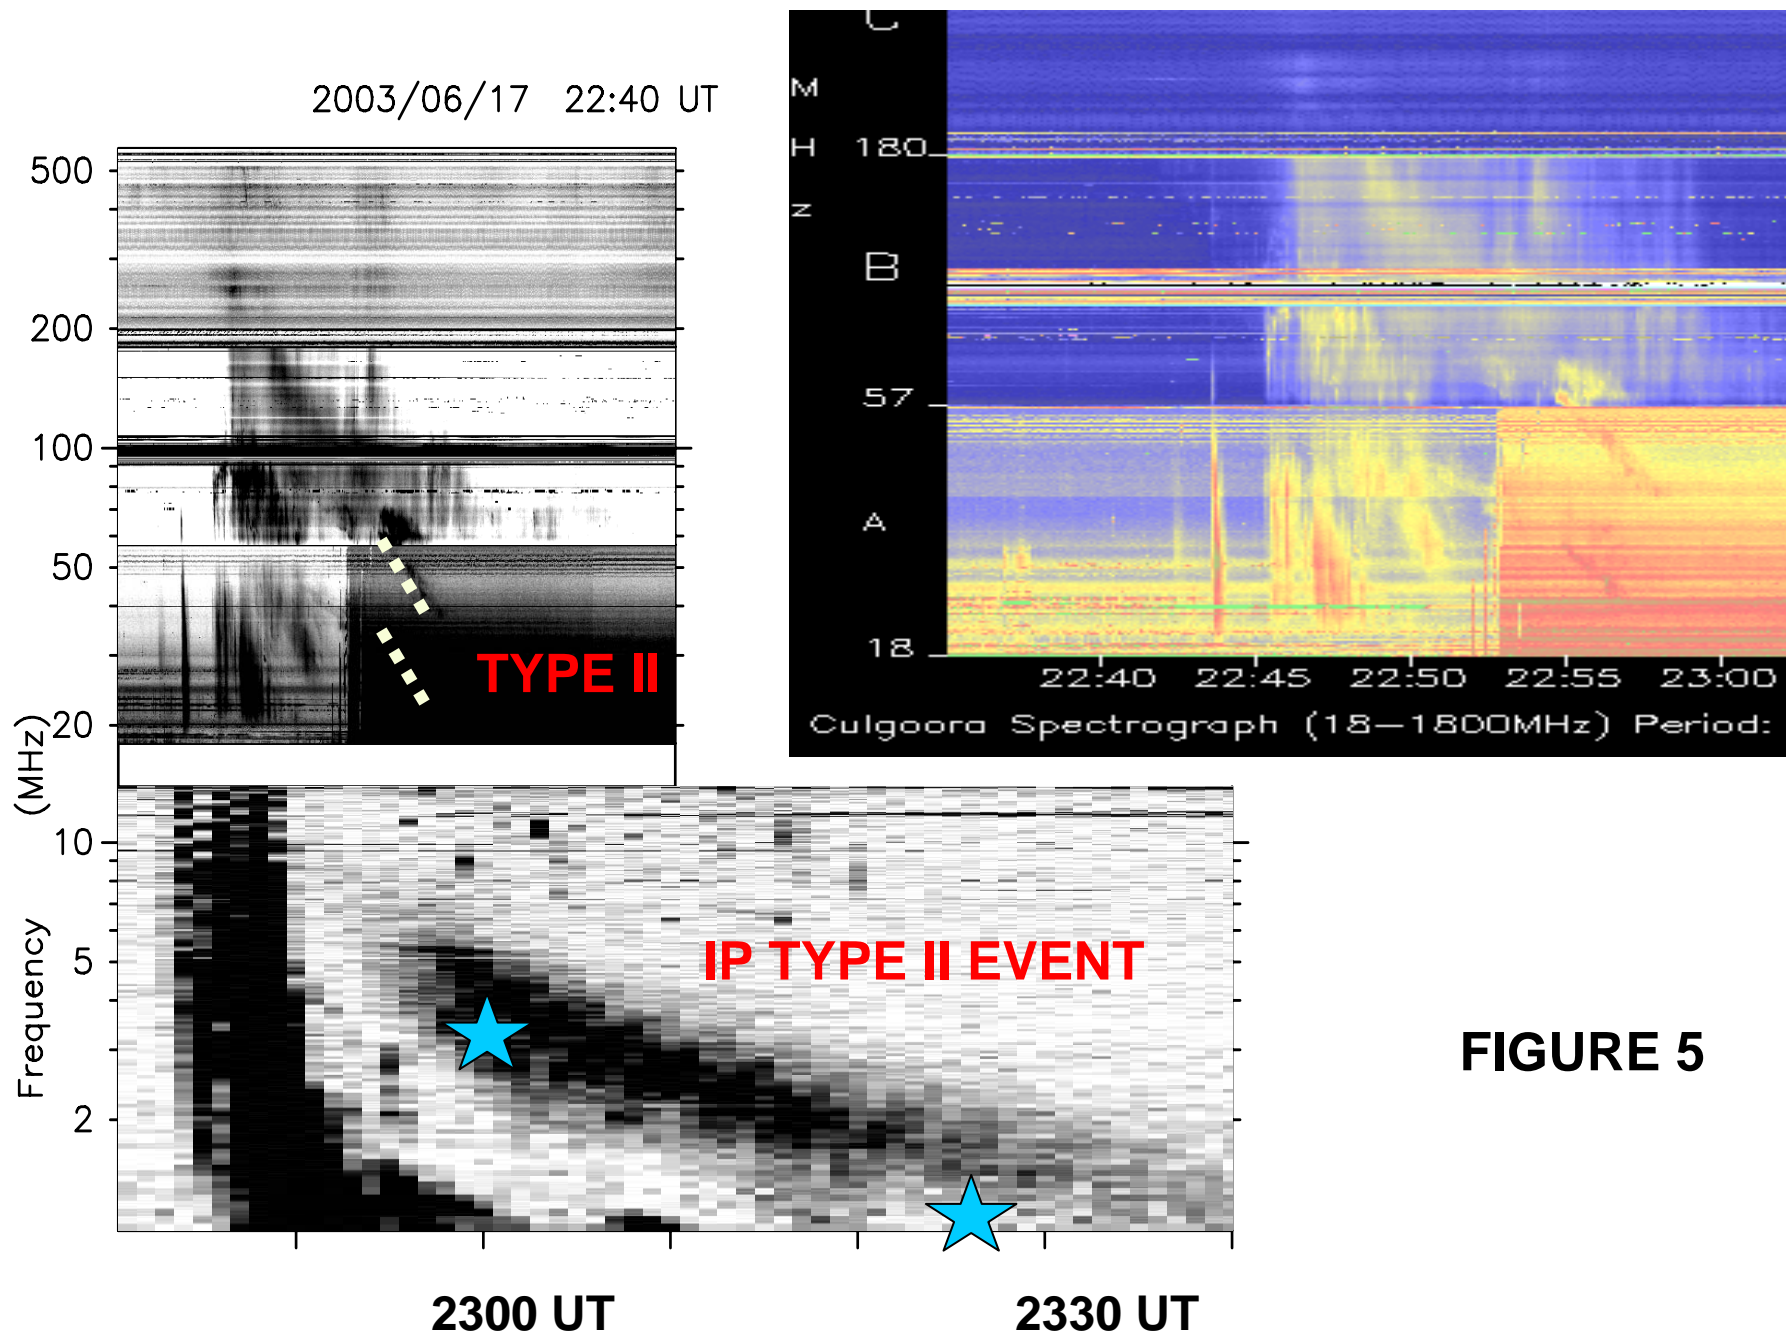 2003/06/17 22:40 UT
500
200
100
50
20
10
5
2
Frequency (MHz)
TYPE II
IP TYPE II EVENT
2300 UT
2330 UT
C
M
H
z
180
B
57
A
18
22:40 22:45 22:50 22:55 23:00
Culgoora Spectrograph (18-1800MHz) Period:
FIGURE 5